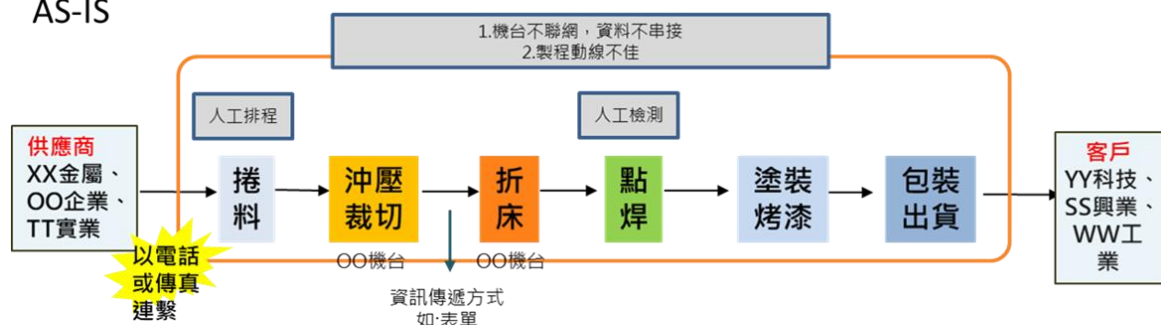 AS-IS
1.機台不聯網，資料不串接
2.製程動線不佳
人工排程
人工檢測
供應商
XX金屬、
OO企業、
TT實業
捲
料
沖壓
裁切
折
床
點
焊
塗裝
烤漆
包裝
出貨
客戶
YY科技、
SS興業、
WW工
業
以電話
或傳真
連繫
OO機台
OO機台
資訊傳遞方式
如:表單